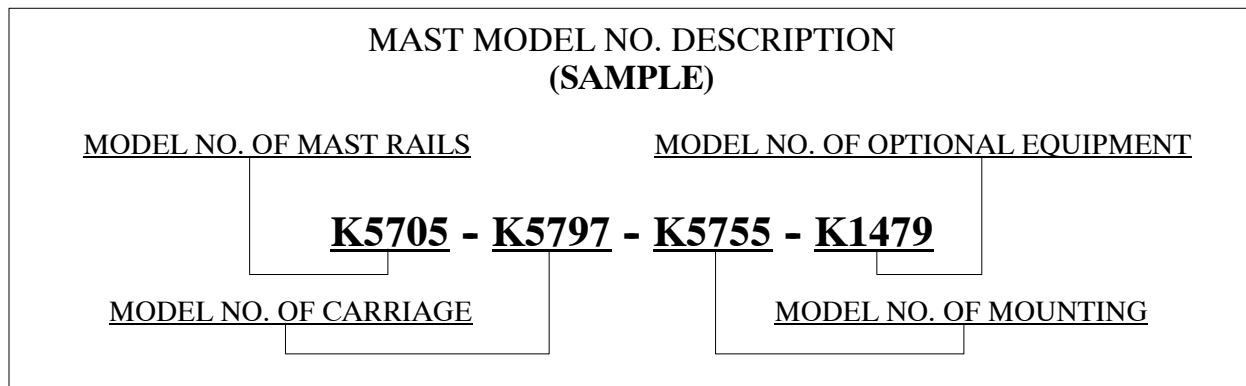 MAST MODEL NO. DESCRIPTION
(SAMPLE)
MODEL NO. OF MAST RAILS
MODEL NO. OF OPTIONAL EQUIPMENT
K5705 - K5797 - K5755 - K1479
MODEL NO. OF CARRIAGE
MODEL NO. OF MOUNTING